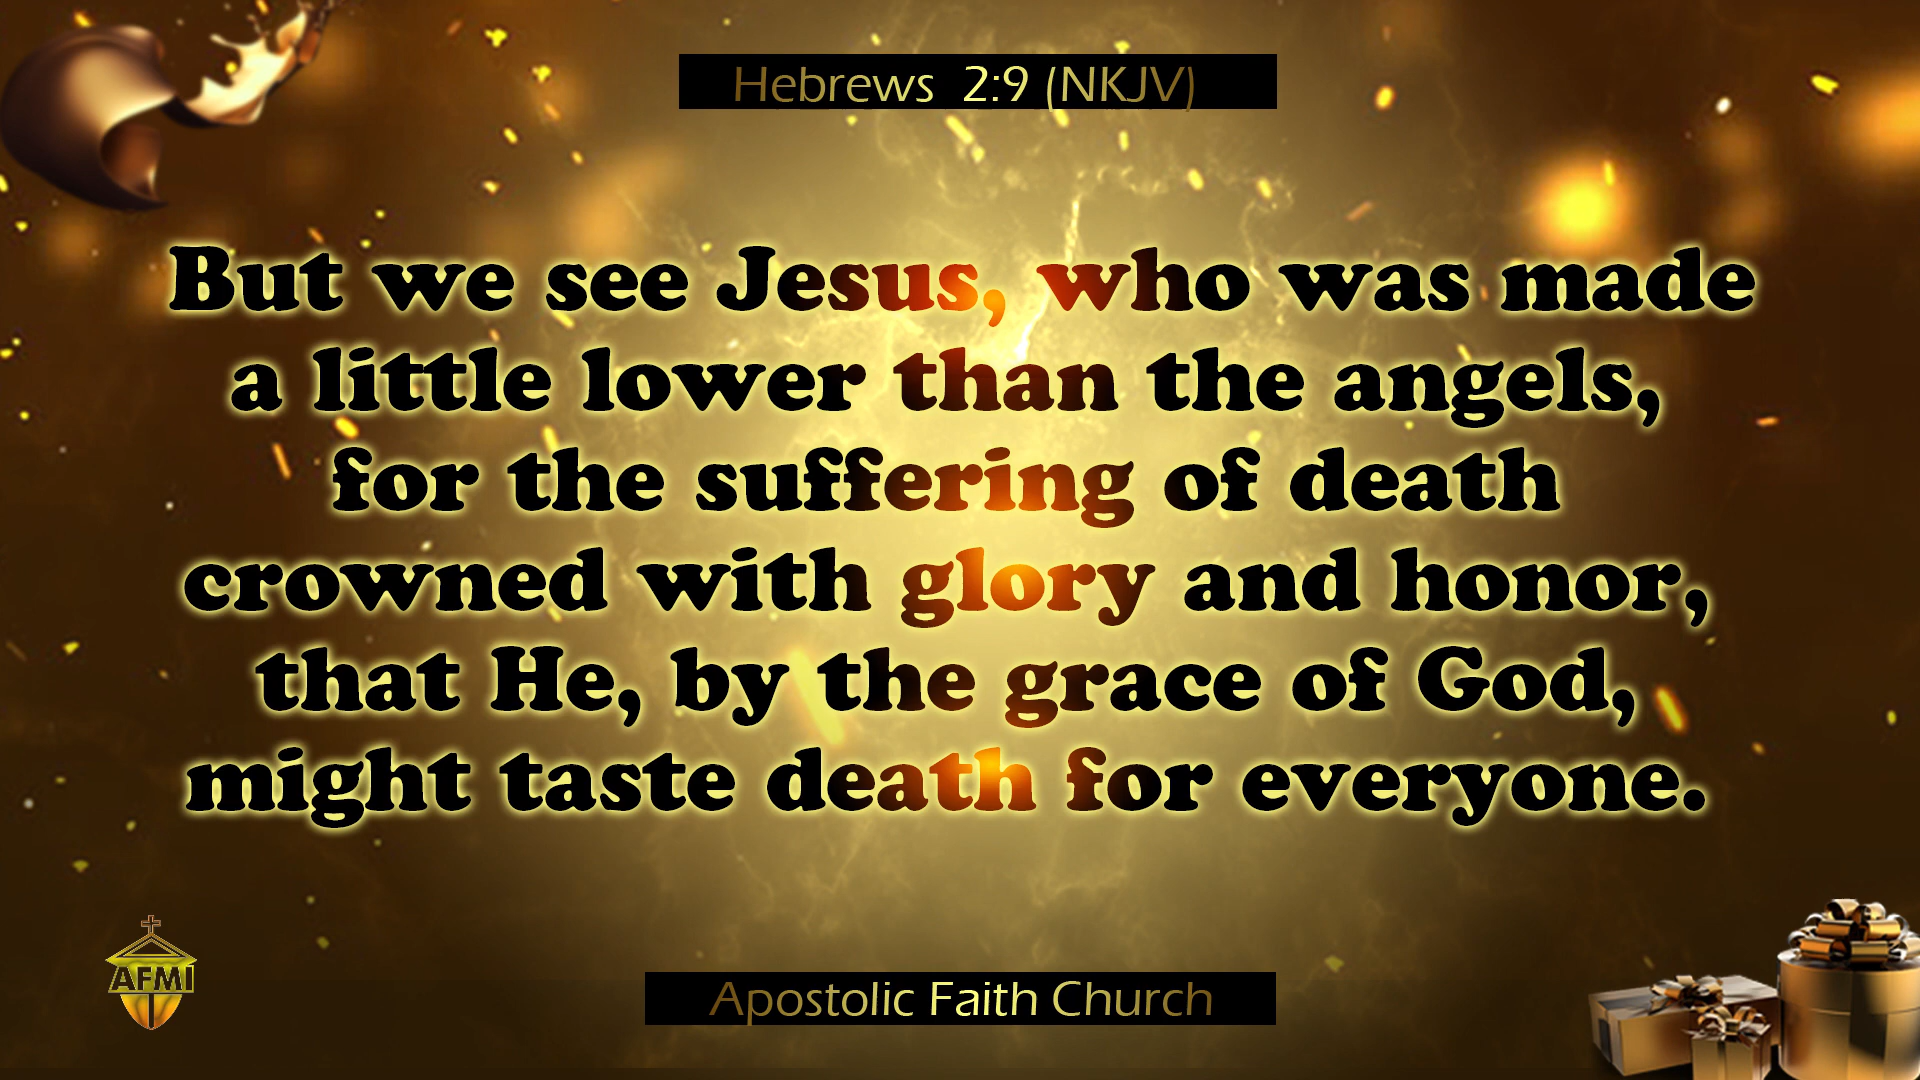 Hebrews 2:9 (NKJV)
But we see Jesus, who was made
a little lower than the angels,
for the suffering of death
crowned with glory and honor,
that He, by the grace of God,
might taste death for everyone.
AFMI
Apostolic Faith Church